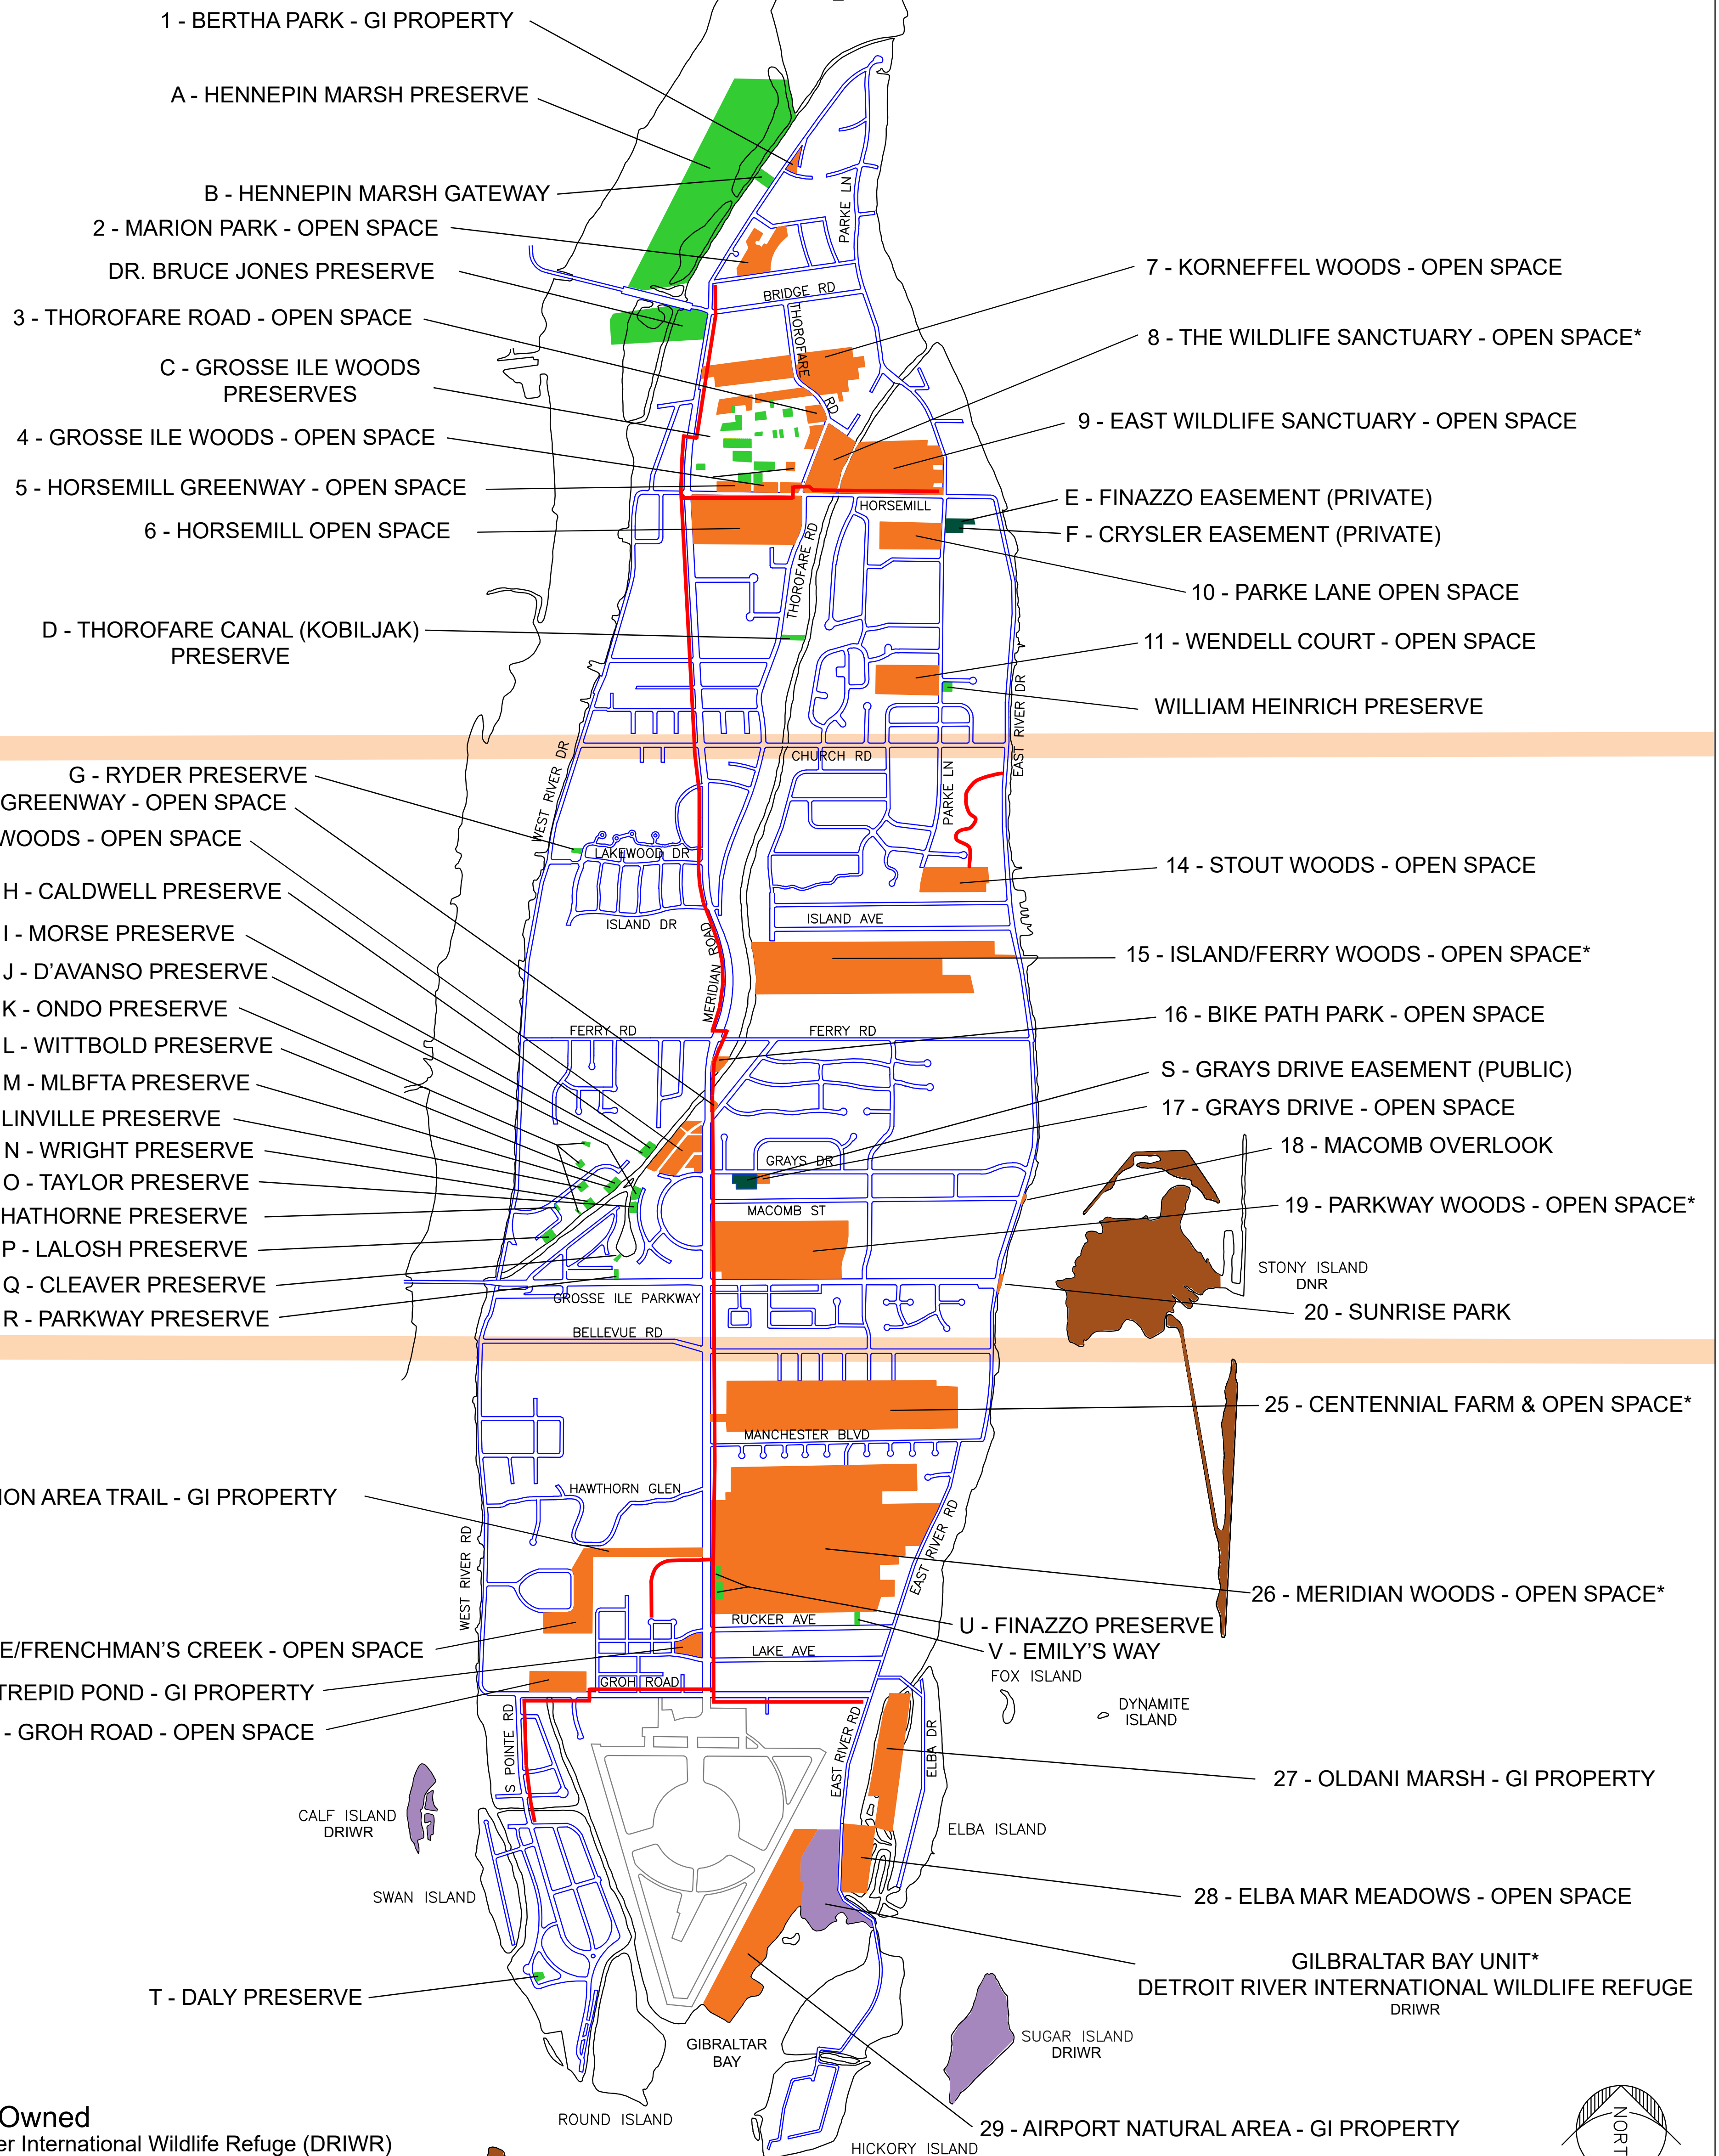 1 - BERTHA PARK - GI PROPERTY
A - HENNEPIN MARSH PRESERVE
B - HENNEPIN MARSH GATEWAY
2 - MARION PARK - OPEN SPACE
DR. BRUCE JONES PRESERVE
3 - THOROFARE ROAD - OPEN SPACE
C - GROSSE ILE WOODS
PRESERVES
4 - GROSSE ILE WOODS - OPEN SPACE
5 - HORSEMILL GREENWAY - OPEN SPACE
6 - HORSEMILL OPEN SPACE
D - THOROFARE CANAL (KOBILJAK)
PRESERVE
G - RYDER PRESERVE
GREENWAY - OPEN SPACE
WOODS - OPEN SPACE
H - CALDWELL PRESERVE
I - MORSE PRESERVE
J - D'AVANSO PRESERVE
K - ONDO PRESERVE
L - WITTBOLD PRESERVE
M - MLBFTA PRESERVE
LINVILLE PRESERVE
N - WRIGHT PRESERVE
O - TAYLOR PRESERVE
HATHORNE PRESERVE
P - LALOSH PRESERVE
Q - CLEAVER PRESERVE
R - PARKWAY PRESERVE
ION AREA TRAIL - GI PROPERTY
E/FRENCHMAN'S CREEK - OPEN SPACE
TREPID POND - GI PROPERTY
- GROH ROAD - OPEN SPACE
T - DALY PRESERVE
Owned
er International Wildlife Refuge (DRIWR)
PARKE LN
BRIDGE RD
THOROFARE
RD
HORSEMILL
THOROFARE RD
EAST RIVER DR
CHURCH RD
WEST RIVER DR
PARKE LN
LAKEWOOD DR
ISLAND DR
ISLAND AVE
MERIDIAN ROAD
FERRY RD
FERRY RD
GRAYS DR
MACOMB ST
GROSSE ILE PARKWAY
BELLEVUE RD
MANCHESTER BLVD
HAWTHORN GLEN
WEST RIVER RD
EAST RIVER RD
RUCKER AVE
LAKE AVE
GROH ROAD
S POINTE RD
EAST RIVER RD
ELBA DR
CALF ISLAND
DRIWR
SWAN ISLAND
ROUND ISLAND
GIBRALTAR
BAY
HICKORY ISLAND
7 - KORNEFFEL WOODS - OPEN SPACE
8 - THE WILDLIFE SANCTUARY - OPEN SPACE*
9 - EAST WILDLIFE SANCTUARY - OPEN SPACE
E - FINAZZO EASEMENT (PRIVATE)
F - CRYSLER EASEMENT (PRIVATE)
10 - PARKE LANE OPEN SPACE
11 - WENDELL COURT - OPEN SPACE
WILLIAM HEINRICH PRESERVE
14 - STOUT WOODS - OPEN SPACE
15 - ISLAND/FERRY WOODS - OPEN SPACE*
16 - BIKE PATH PARK - OPEN SPACE
S - GRAYS DRIVE EASEMENT (PUBLIC)
17 - GRAYS DRIVE - OPEN SPACE
18 - MACOMB OVERLOOK
19 - PARKWAY WOODS - OPEN SPACE*
STONY ISLAND
DNR
20 - SUNRISE PARK
25 - CENTENNIAL FARM & OPEN SPACE*
26 - MERIDIAN WOODS - OPEN SPACE*
U - FINAZZO PRESERVE
V - EMILY'S WAY
FOX ISLAND
DYNAMITE
ISLAND
27 - OLDANI MARSH - GI PROPERTY
ELBA ISLAND
28 - ELBA MAR MEADOWS - OPEN SPACE
GILBRALTAR BAY UNIT*
DETROIT RIVER INTERNATIONAL WILDLIFE REFUGE
DRIWR
SUGAR ISLAND
DRIWR
29 - AIRPORT NATURAL AREA - GI PROPERTY
NORT